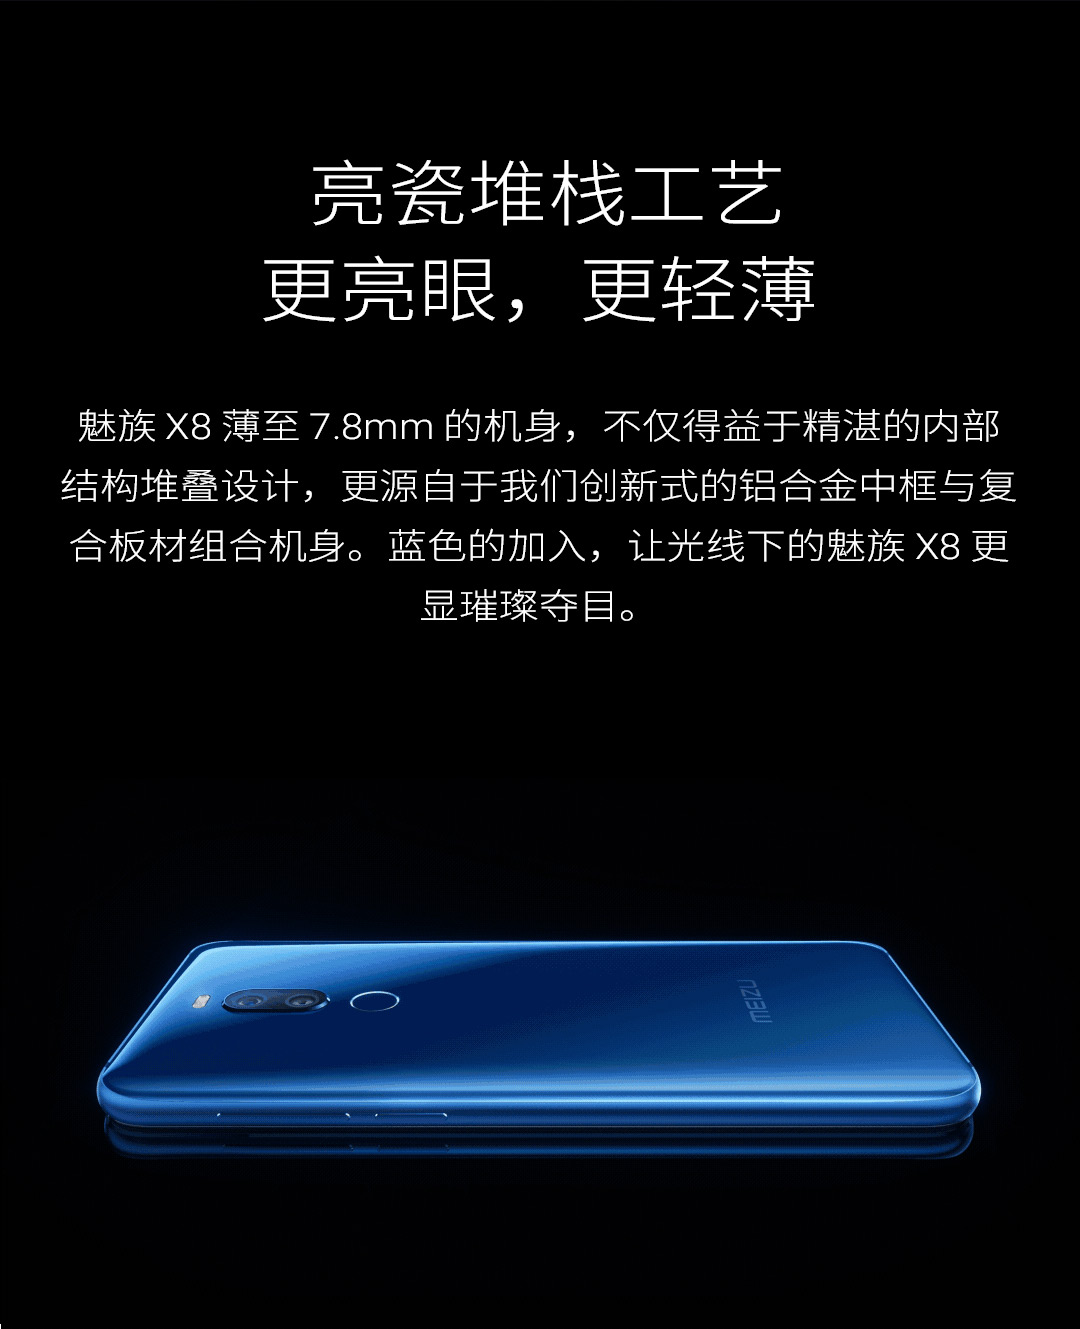 亮瓷堆栈工艺
更亮眼，更轻薄
魅族 X8 薄至 7.8mm 的机身，不仅得益于精湛的内部
结构堆叠设计，更源自于我们创新式的铝合金中框与复
合板材组合机身。蓝色的加入，让光线下的魅族 X8 更
显璀璨夺目。
MEIZU